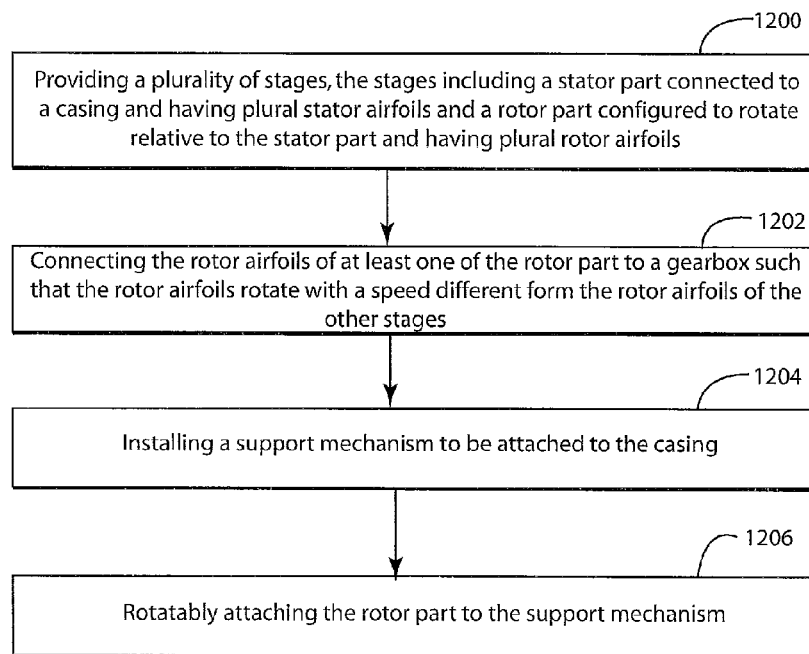 1200
Providing a plurality of stages, the stages including a stator part connected to
a casing and having plural stator airfoils and a rotor part configured to rotate
relative to the stator part and having plural rotor airfoils
1202
Connecting the rotor airfoils of at least one of the rotor part to a gearbox such
that the rotor airfoils rotate with a speed different form the rotor airfoils of the
other stages
1204
Installing a support mechanism to be attached to the casing
1206
Rotatably attaching the rotor part to the support mechanism